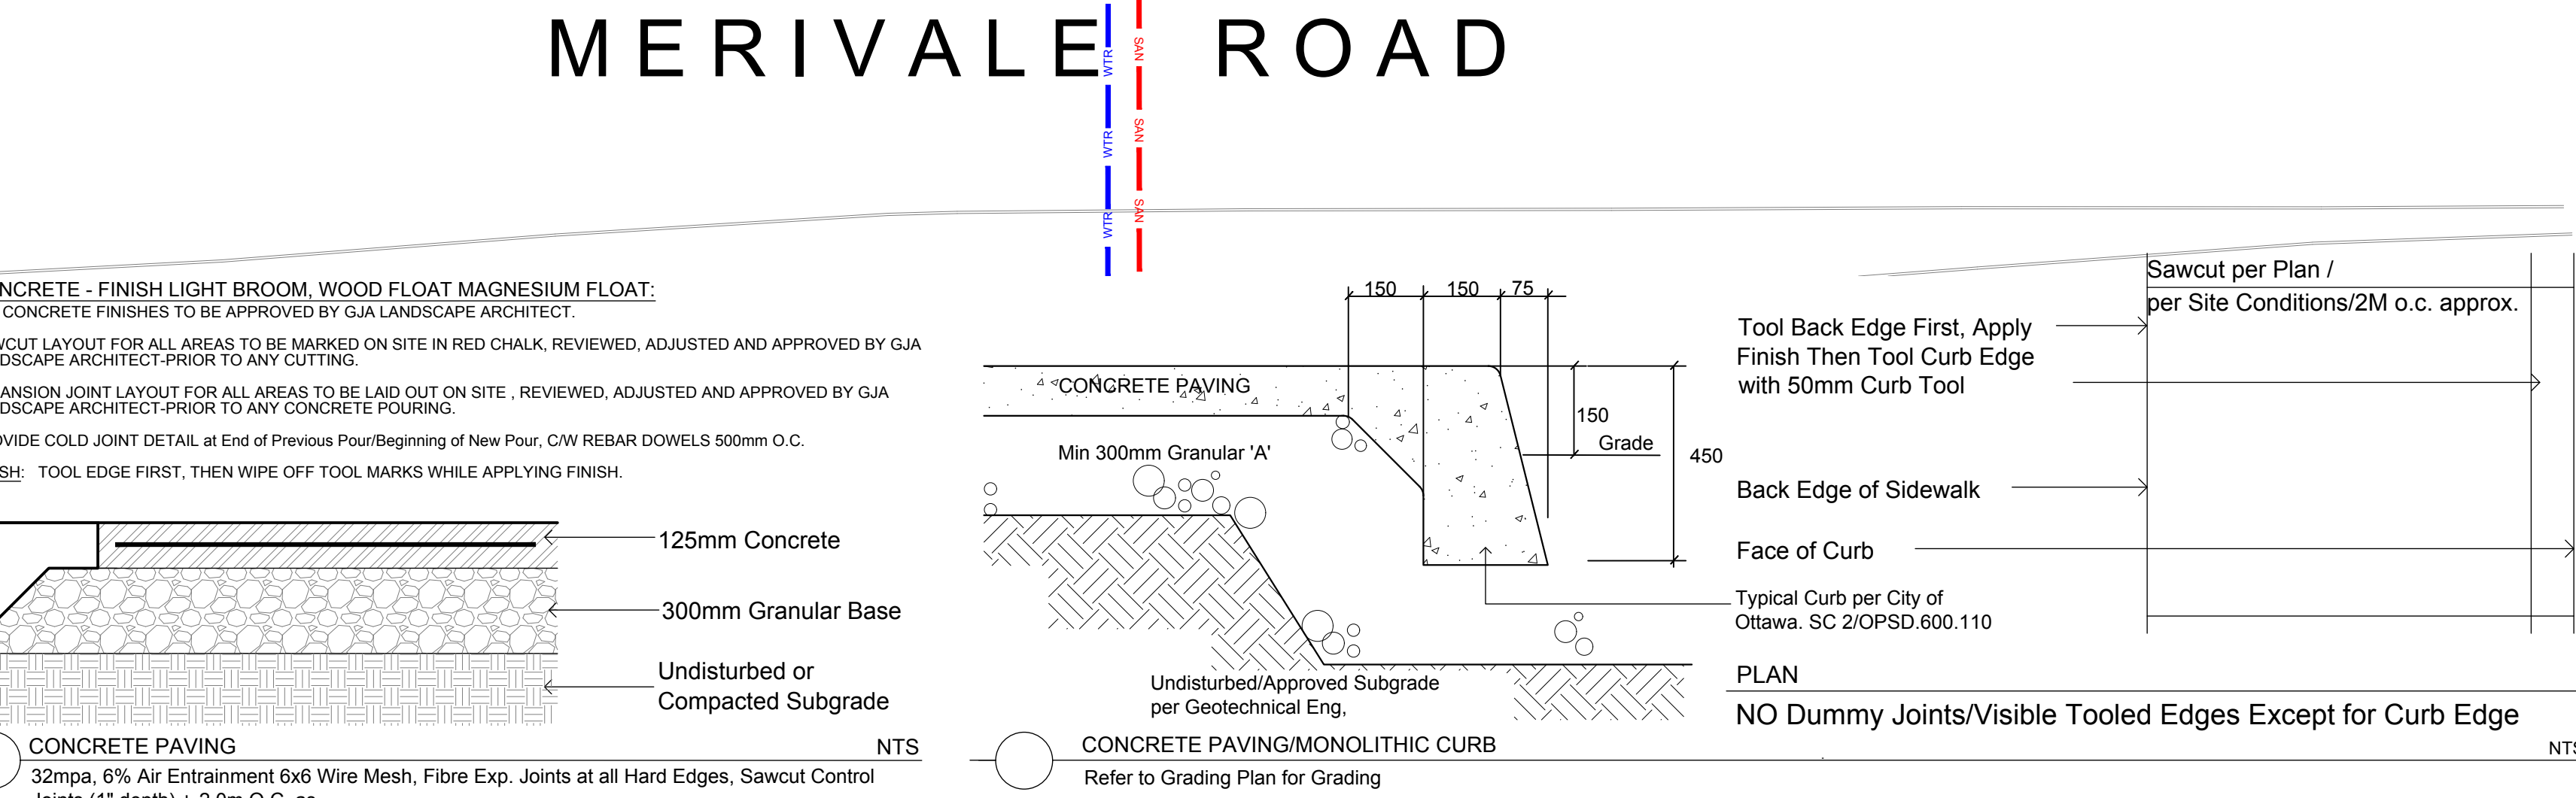 MERIVALE ROAD
WTR
SAN
WTR
SAN
WTR
SAN
NCRETE - FINISH LIGHT BROOM, WOOD FLOAT MAGNESIUM FLOAT:
CONCRETE FINISHES TO BE APPROVED BY GJA LANDSCAPE ARCHITECT.
WCUT LAYOUT FOR ALL AREAS TO BE MARKED ON SITE IN RED CHALK, REVIEWED, ADJUSTED AND APPROVED BY GJA
DSCAPE ARCHITECT-PRIOR TO ANY CUTTING.
ANSION JOINT LAYOUT FOR ALL AREAS TO BE LAID OUT ON SITE , REVIEWED, ADJUSTED AND APPROVED BY GJA
DSCAPE ARCHITECT-PRIOR TO ANY CONCRETE POURING.
OVIDE COLD JOINT DETAIL at End of Previous Pour/Beginning of New Pour, C/W REBAR DOWELS 500mm O.C.
SH: TOOL EDGE FIRST, THEN WIPE OFF TOOL MARKS WHILE APPLYING FINISH.
125mm Concrete
300mm Granular Base
Undisturbed or
Compacted Subgrade
CONCRETE PAVING NTS
32mpa, 6% Air Entrainment 6x6 Wire Mesh, Fibre Exp. Joints at all Hard Edges, Sawcut Control
Joints (1" depth) + 2.0m O.C. as
150 150 75
CONCRETE PAVING
150
Grade
450
Min 300mm Granular 'A'
Undisturbed/Approved Subgrade
per Geotechnical Eng,
CONCRETE PAVING/MONOLITHIC CURB
Refer to Grading Plan for Grading
Sawcut per Plan /
per Site Conditions/2M o.c. approx.
Tool Back Edge First, Apply
Finish Then Tool Curb Edge
with 50mm Curb Tool
Back Edge of Sidewalk
Face of Curb
Typical Curb per City of
Ottawa. SC 2/OPSD.600.110
PLAN
NO Dummy Joints/Visible Tooled Edges Except for Curb Edge
NTS